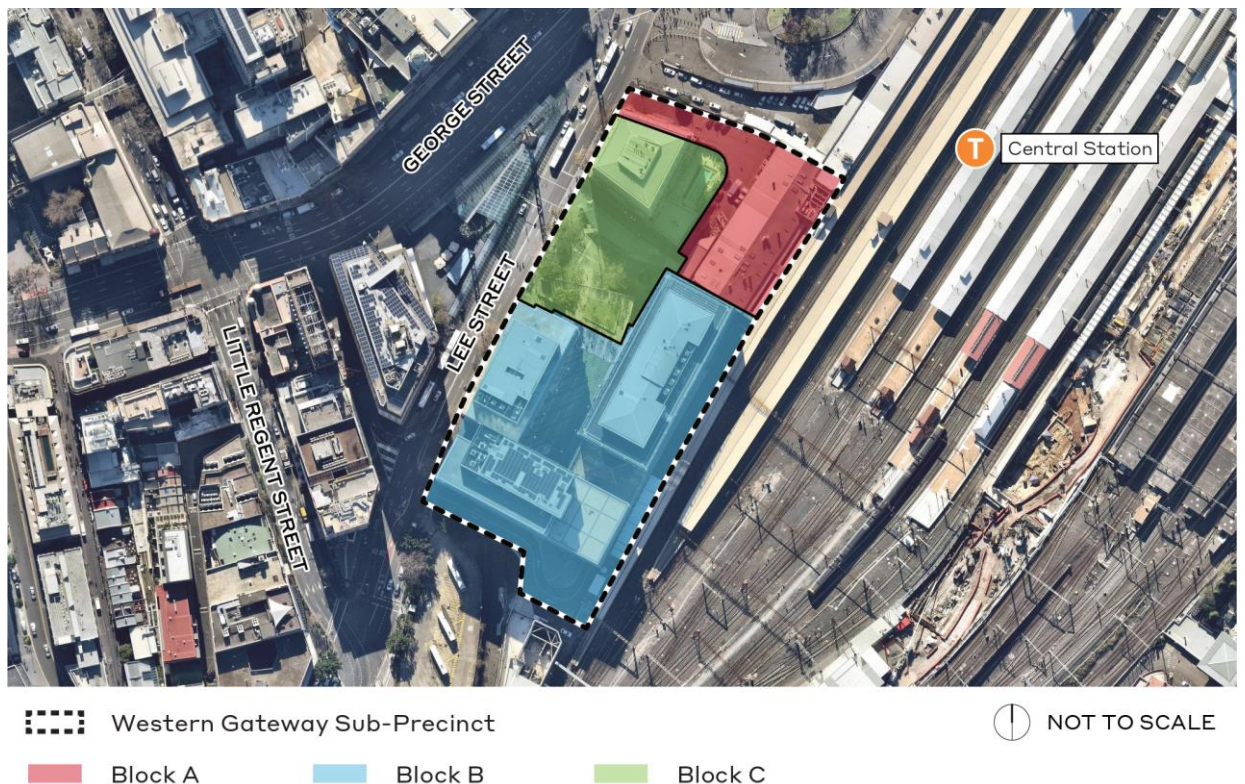 GEORGE STREET
T
Central Station
LEE STREET
LITTLE REGENT STREET
Western Gateway Sub-Precinct
NOT TO SCALE
Block A
Block B
Block C